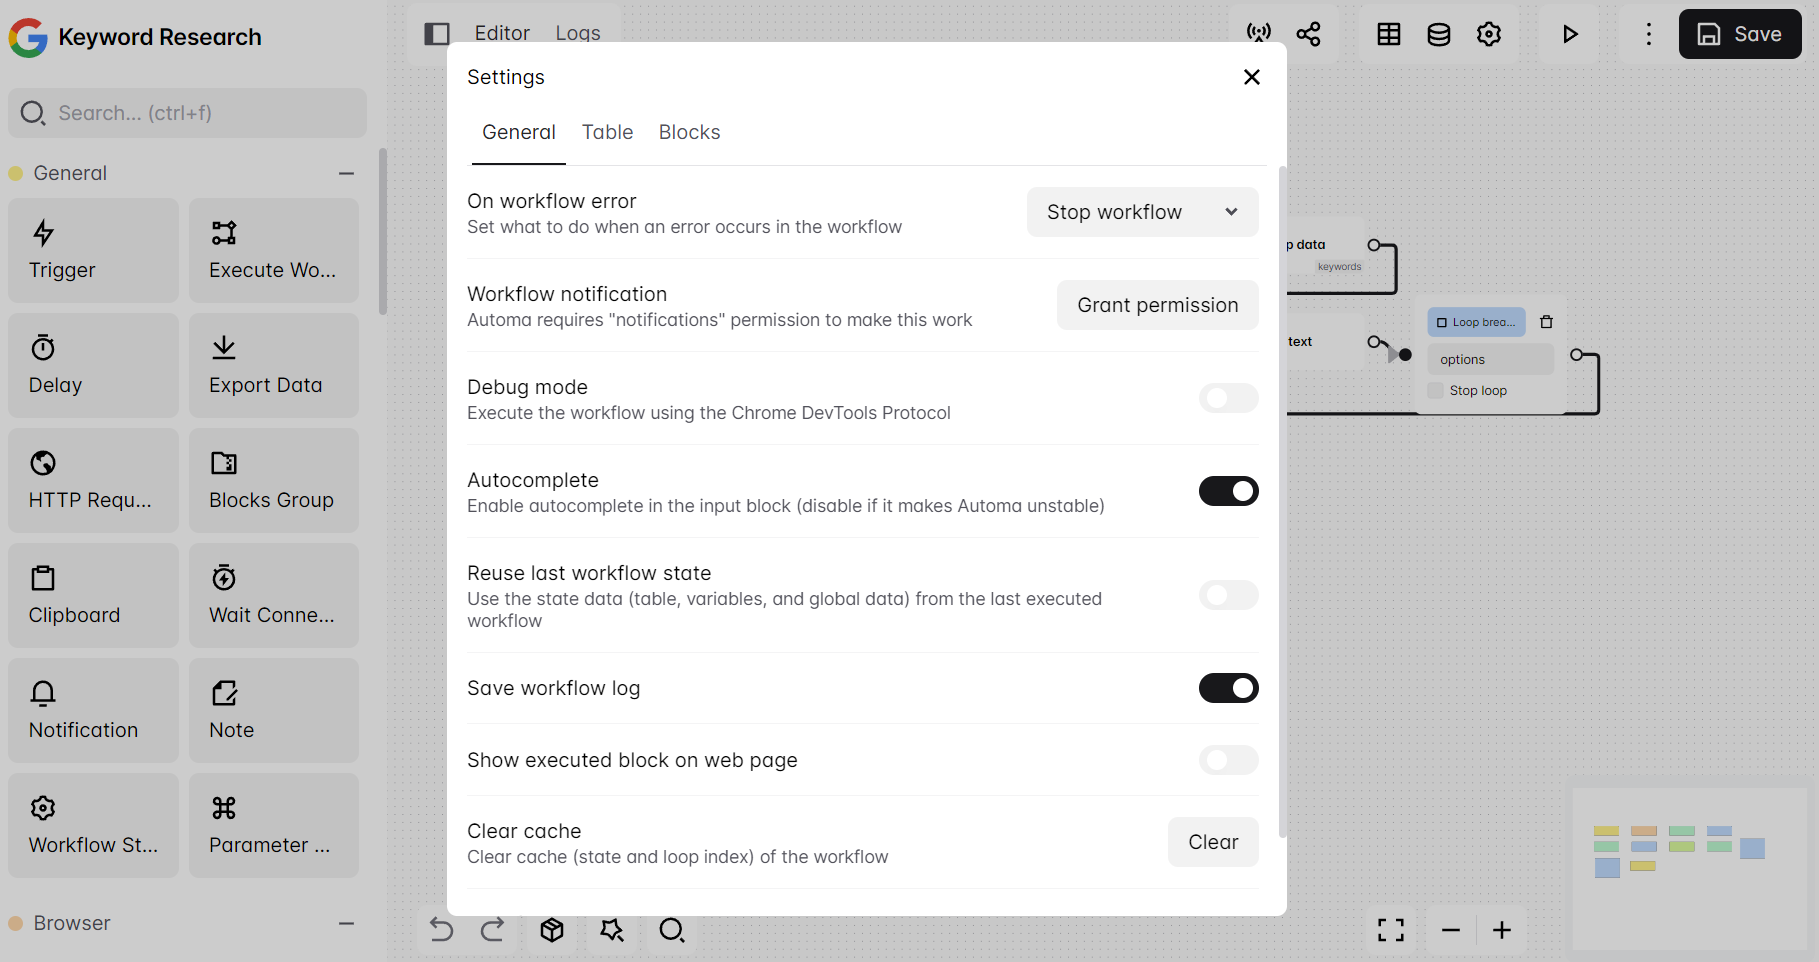 Keyword Research
Editor
Logs
Save
Search... (ctrl+f)
General
Trigger
Execute Wo...
Delay
Export Data
HTTP Requ...
Blocks Group
Clipboard
Wait Conne...
Notification
Note
Workflow St...
Parameter ...
Browser
Settings
General
Table
Blocks
On workflow error
Set what to do when an error occurs in the workflow
Stop workflow
Workflow notification
Automa requires "notifications" permission to make this work
Grant permission
Debug mode
Execute the workflow using the Chrome DevTools Protocol
Autocomplete
Enable autocomplete in the input block (disable if it makes Automa unstable)
Reuse last workflow state
Use the state data (table, variables, and global data) from the last executed
workflow
Save workflow log
Show executed block on web page
Clear cache
Clear cache (state and loop index) of the workflow
Clear
p data
keywords
text
Loop brea...
options
Stop loop